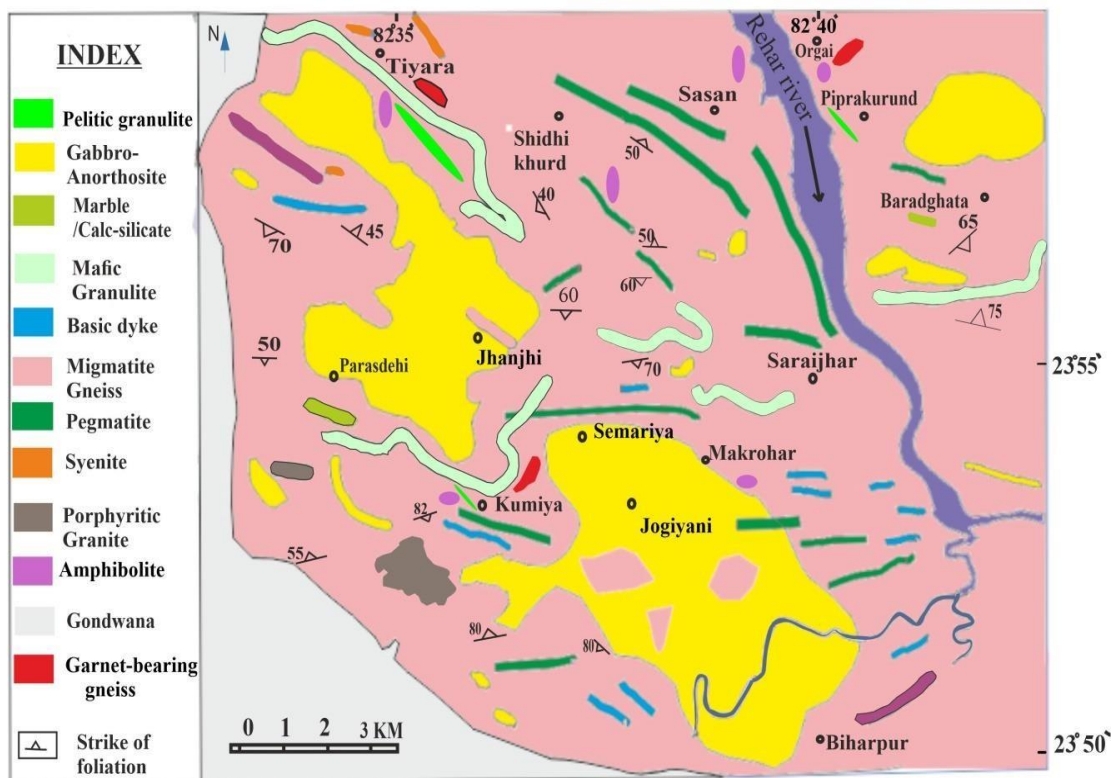 INDEX
Pelitic granulite
Gabbro-
Anorthosite
Marble
/Calc-silicate
Mafic
Granulite
Basic dyke
Migmatite
Gneiss
Pegmatite
Syenite
Porphyritic
Granite
Amphibolite
Gondwana
Garnet-bearing
gneiss
Strike of
foliation
N
8235'
Tiyara
82°40'
Orgai
Rehar river
Sasan
Piprakurund
Shidhi
khurd
50
40
Baradghata
65
70
45
50
60
60
75
50
Parasdehi
Jhanjhi
70
Saraijhar
23°55'
Semariya
Makrohar
Kumiya
82
Jogiyani
55
80
80
0 1 2 3 KM
Biharpur
23°50'